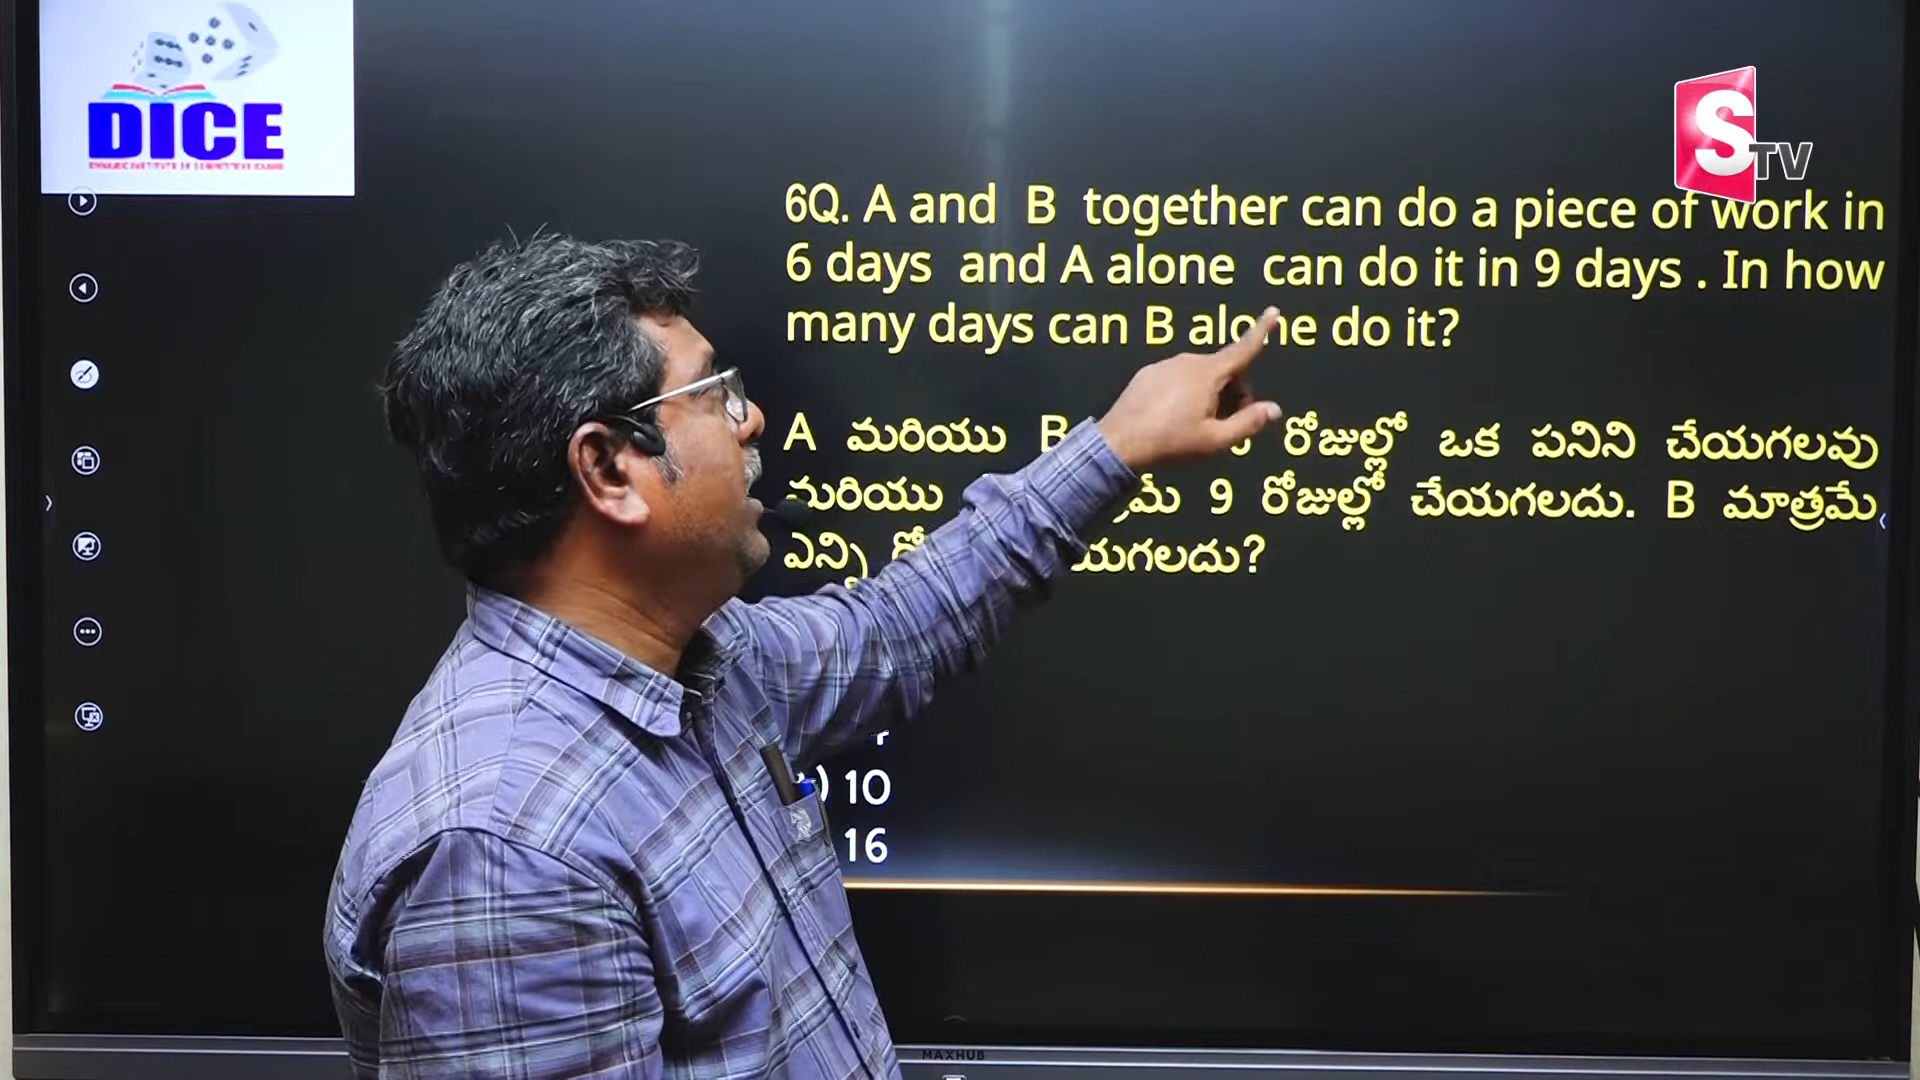 DICE
STV
6Q. A and B together can do a piece of work in
6 days and A alone can do it in 9 days . In how
many days can B alone do it?
A మరియు B రోజుల్లో ఒక పనిని చేయగలవు
మరియు 9 రోజుల్లో చేయగలదు. B మాత్రమే
ఎన్ని
10
16
MAXHUB